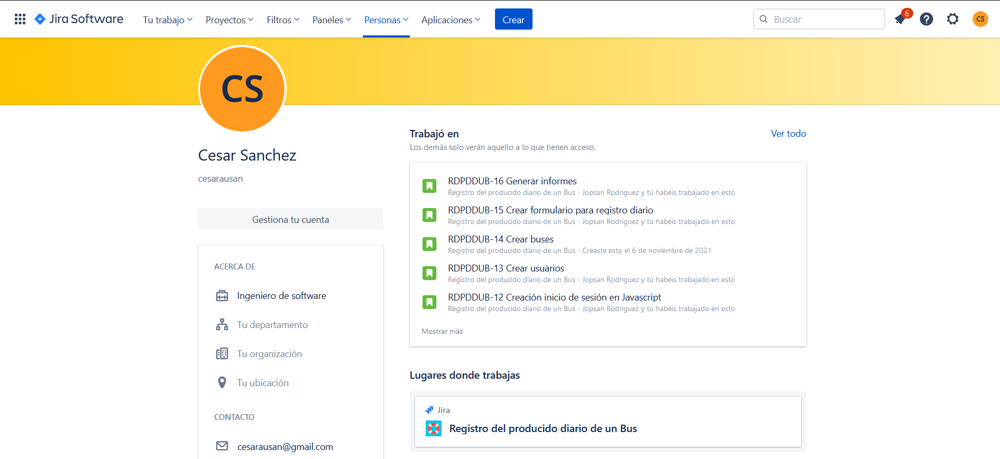 Jira Software Tu trabajo Proyectos Filtros Paneles Personas Aplicaciones Crear Buscar 6 CS
CS
Cesar Sanchez
cesarausan
Gestiona tu cuenta
ACERCA DE
Ingeniero de software
Tu departamento
Tu organización
Tu ubicación
CONTACTO
cesarausan@gmail.com
Trabajó en
Ver todo
Los demás solo verán aquello a lo que tienen acceso.
RDPDDUB-16 Generar informes
Registro del producido diario de un Bus · Jopsan Rodriguez y tú habéis trabajado en esto
RDPDDUB-15 Crear formulario para registro diario
Registro del producido diario de un Bus · Jopsan Rodriguez y tú habéis trabajado en esto
RDPDDUB-14 Crear buses
Registro del producido diario de un Bus · Creaste esto el 6 de noviembre de 2021
RDPDDUB-13 Crear usuarios
Registro del producido diario de un Bus · Jopsan Rodriguez y tú habéis trabajado en esto
RDPDDUB-12 Creación inicio de sesión en Javascript
Registro del producido diario de un Bus · Jopsan Rodriguez y tú habéis trabajado en esto
Mostrar más
Lugares donde trabajas
Jira
Registro del producido diario de un Bus